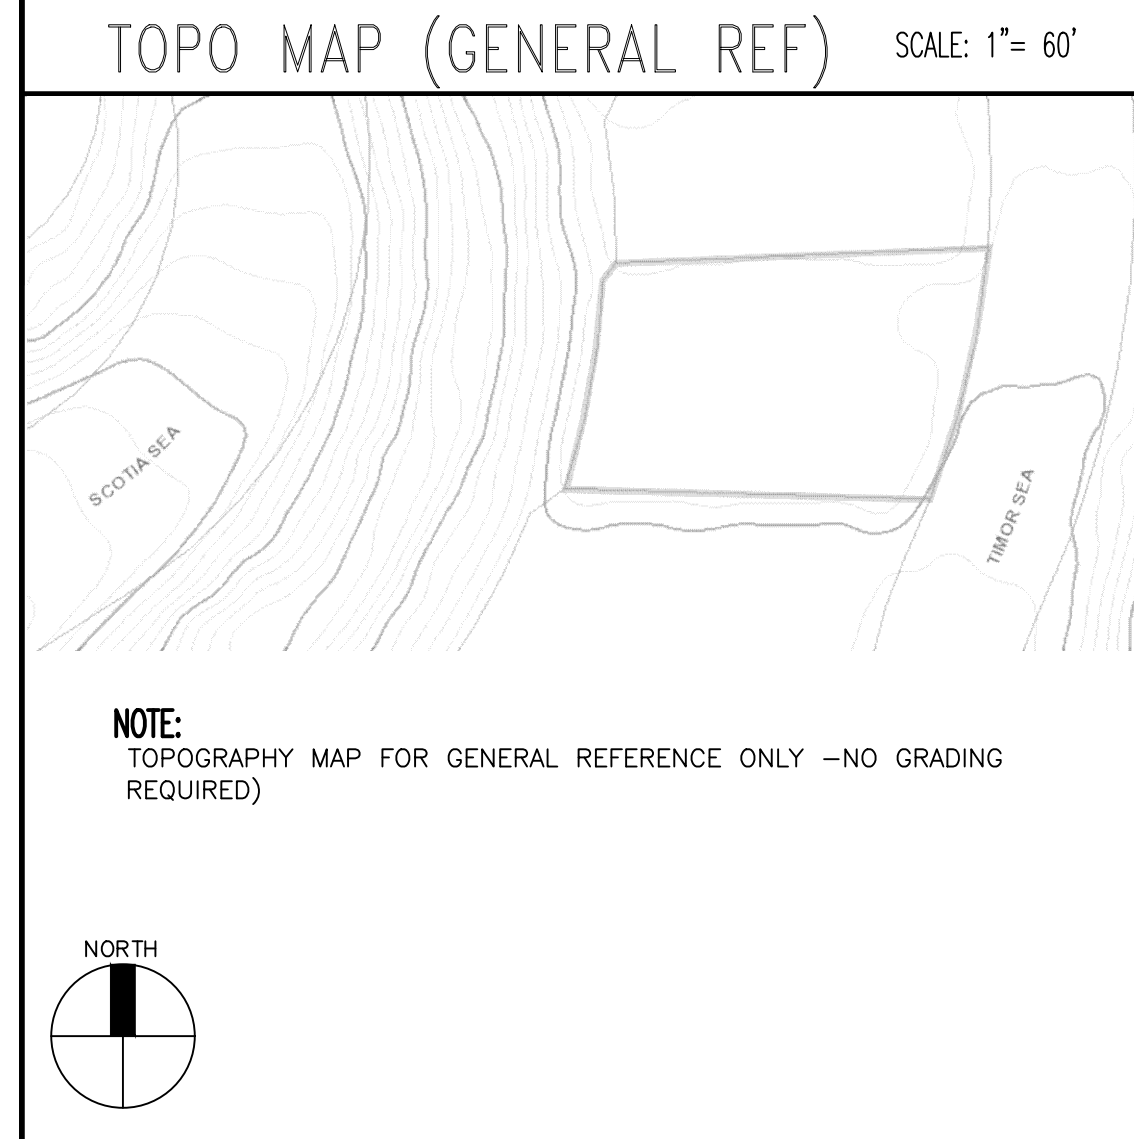 TOPO MAP (GENERAL REF)
SCALE: 1"= 60'
SCOTIA SEA
TIMOR SEA
NOTE:
TOPOGRAPHY MAP FOR GENERAL REFERENCE ONLY –NO GRADING
REQUIRED)
NORTH